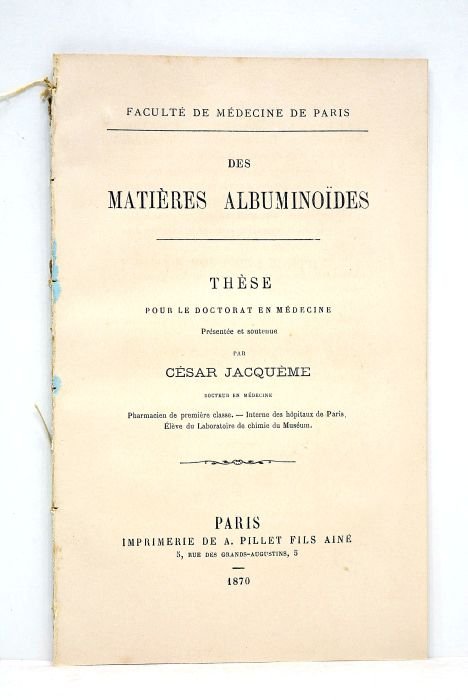 FACULTÉ DE MÉDECINE DE PARIS
DES
MATIÈRES ALBUMINOÏDES
THÈSE
POUR LE DOCTORAT EN MÉDECINE
Présentée et soutenue
PAR
CÉSAR JACQUÈME
DOCTEUR EN MÉDECINE
Pharmacien de première classe. — Interne des hôpitaux de Paris,
Élève du Laboratoire de chimie du Muséum.
PARIS
IMPRIMERIE DE A. PILLET FILS AINÉ
5, RUE DES GRANDS-AUGUSTINS, 5
1870